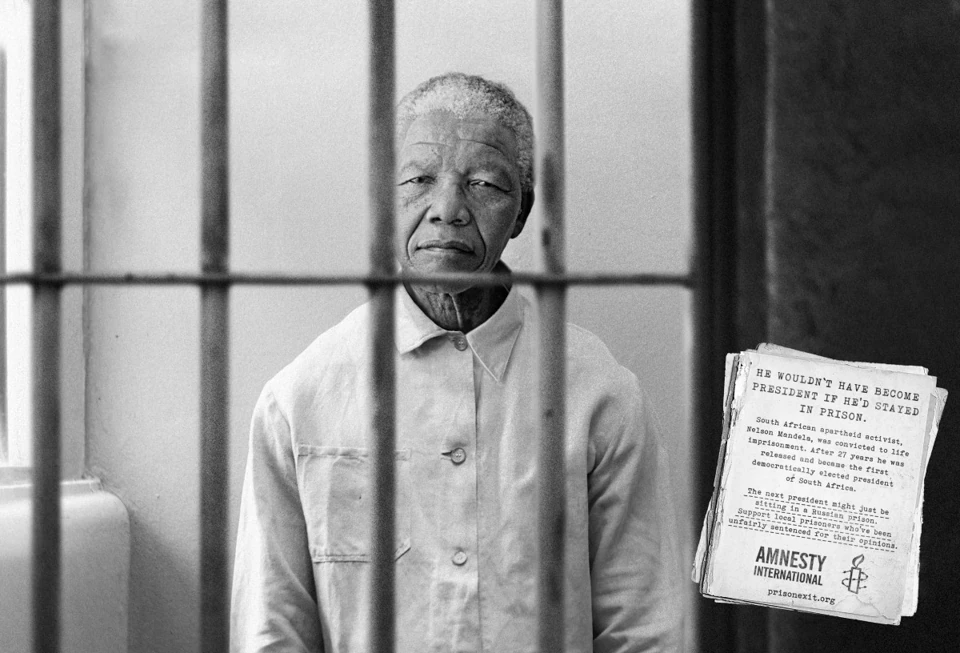 HE WOULDN'T HAVE BECOME
PRESIDENT IF HE'D STAYED
IN PRISON.
South African apartheid activist,
Nelson Mandela, was convicted to life
imprisonment. After 27 years he was
released and became the first
democratically elected president
of South Africa.
The next president might just be
sitting in a Russian prison.
Support local prisoners who've been
unfairly sentenced for their opinions.
AMNESTY
INTERNATIONAL
prisonexit.org